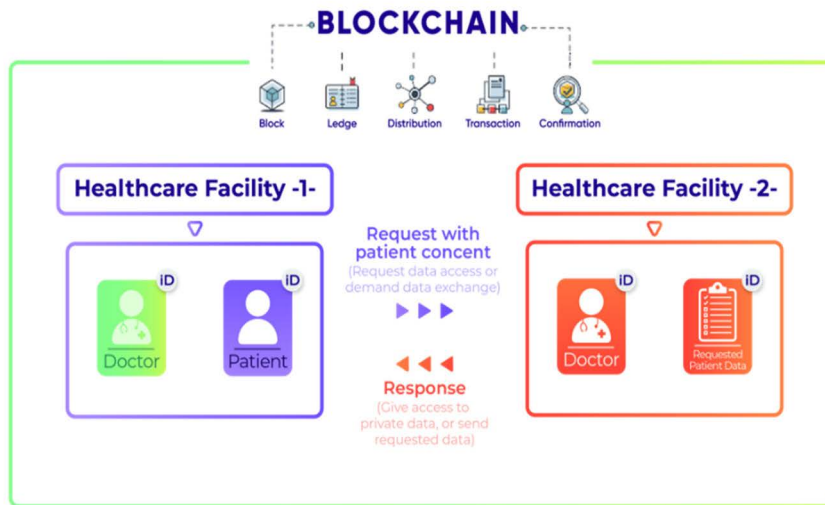 BLOCKCHAIN
Block
Ledge
Distribution
Transaction
Confirmation
Healthcare Facility -1-
Healthcare Facility -2-
Request with
patient concent
(Request data access or
demand data exchange)
iD
Doctor
iD
Patient
iD
Doctor
iD
Requested
Patient Data
Response
(Give access to
private data, or send
requested data)